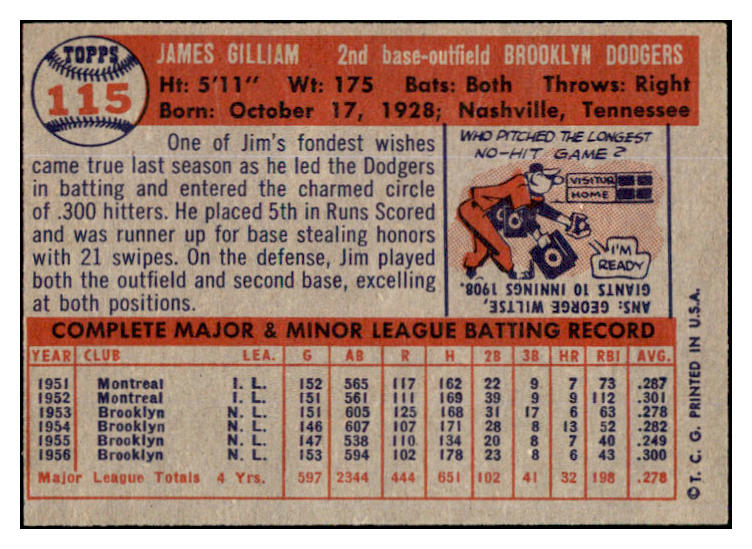 TOPPS
115
JAMES GILLIAM 2nd base-outfield BROOKLYN DODGERS
Ht: 5'11" Wt: 175 Bats: Both Throws: Right
Born: October 17, 1928; Nashville, Tennessee
One of Jim's fondest wishes
came true last season as he led the Dodgers
in batting and entered the charmed circle
of .300 hitters. He placed 5th in Runs Scored
and was runner up for base stealing honors
with 21 swipes. On the defense, Jim played
both the outfield and second base, excelling
at both positions.
WHO PITCHED THE LONGEST
NO-HIT GAME?
VISITOR
HOME
I'M
READY
ANS: GEORGE WILTSE,
GIANTS 10 INNINGS 1908.
COMPLETE MAJOR & MINOR LEAGUE BATTING RECORD
YEAR CLUB LEA. G AB R H 2B 3B HR RBI AVG.
1951 Montreal I. L. 152 565 117 162 22 9 7 73 .287
1952 Montreal I. L. 151 561 111 169 39 9 9 112 .301
1953 Brooklyn N. L. 151 605 125 168 31 17 6 63 .278
1954 Brooklyn N. L. 146 607 107 171 28 8 13 52 .282
1955 Brooklyn N. L. 147 538 110 134 20 8 7 40 .249
1956 Brooklyn N. L. 153 594 102 178 23 8 6 43 .300
Major League Totals 4 Yrs. 597 2344 444 651 102 41 32 198 .278
© T. C. G. PRINTED IN U.S.A.